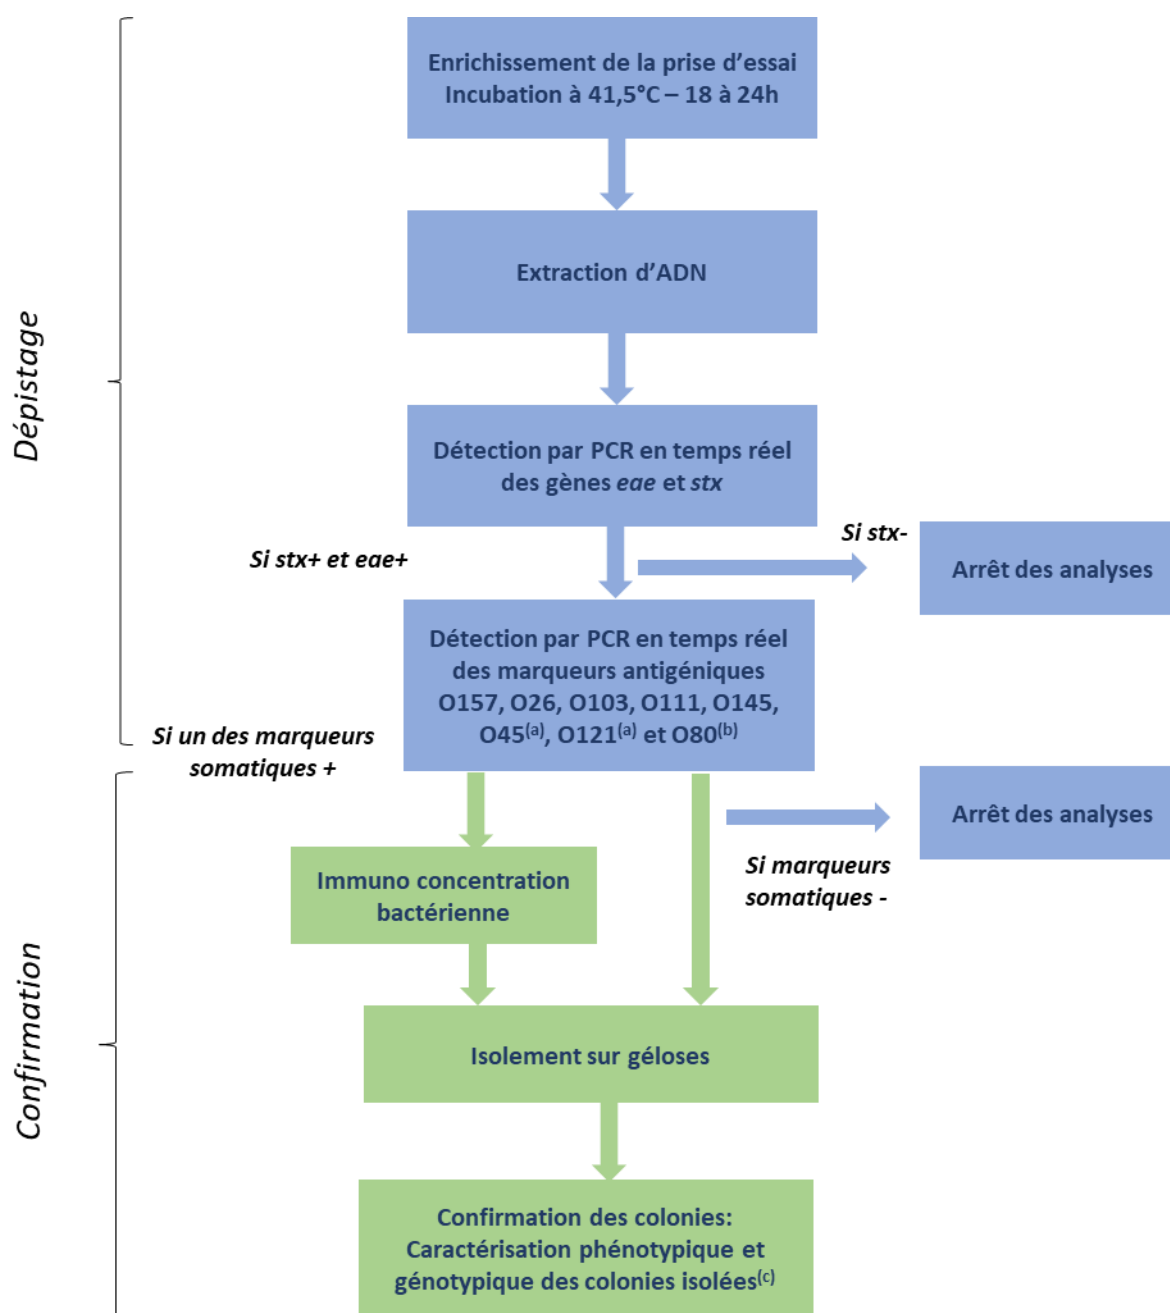 Enrichissement de la prise d’essai
Incubation à 41,5°C – 18 à 24h
Extraction d’ADN
Dépistage
Détection par PCR en temps réel
des gènes eae et stx
Si stx-
Si stx+ et eae+
Arrêt des analyses
Détection par PCR en temps réel
des marqueurs antigéniques
O157, O26, O103, O111, O145,
O45(a), O121(a) et O80(b)
Si un des marqueurs
somatiques +
Arrêt des analyses
Si marqueurs
somatiques -
Immuno concentration
bactérienne
Confirmation
Isolement sur géloses
Confirmation des colonies:
Caractérisation phénotypique et
génotypique des colonies isolées(c)